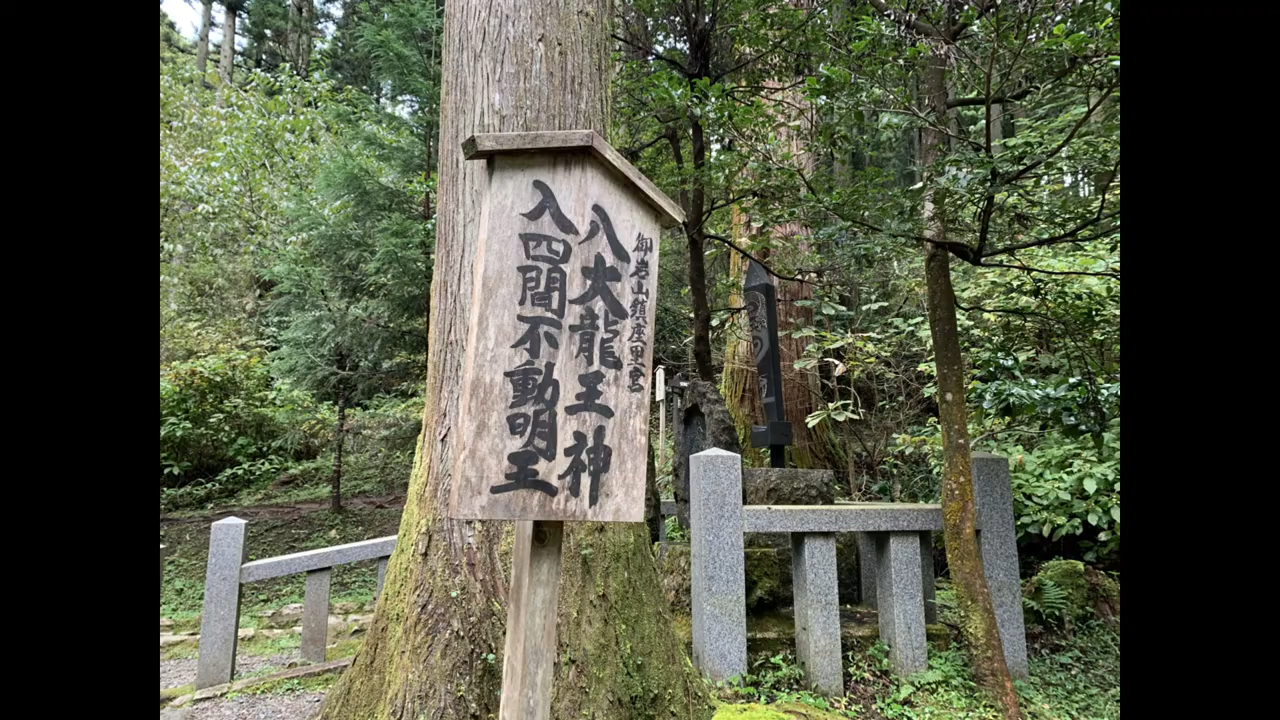 御岩山鎮座里宮
八大龍王神
入四間不動明王